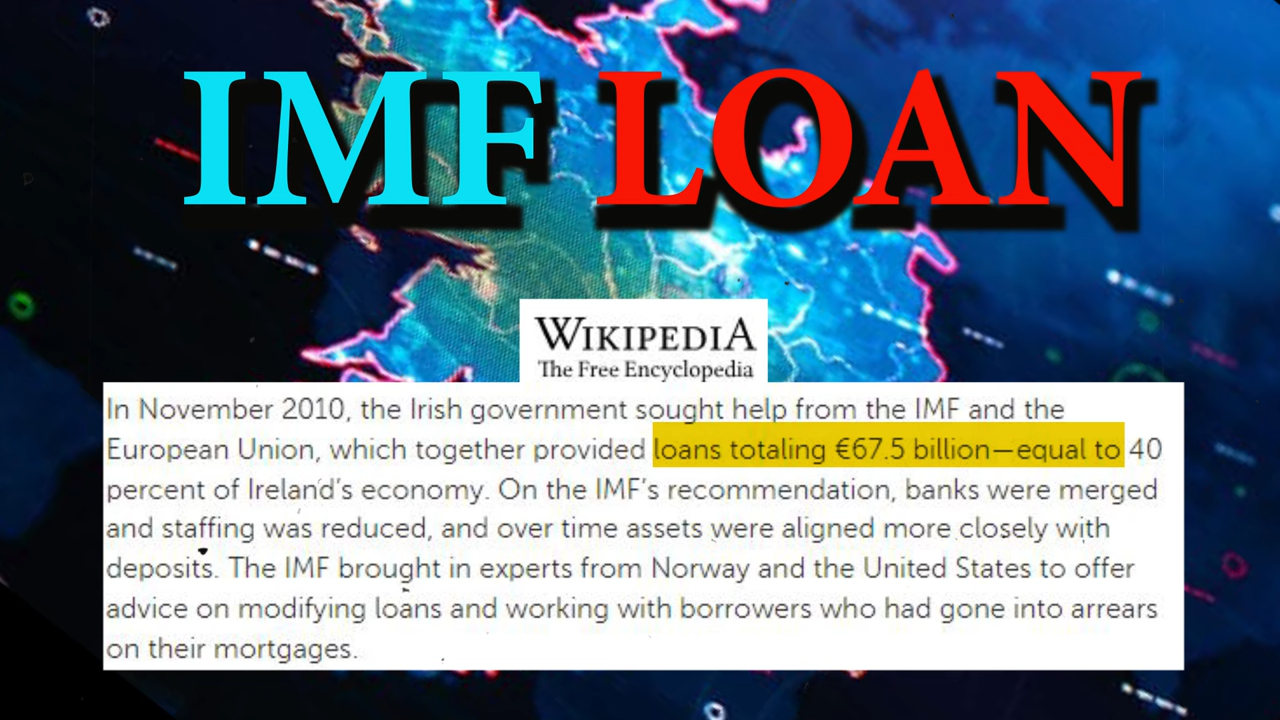 IMF LOAN
WIKIPEDIA
The Free Encyclopedia
In November 2010, the Irish government sought help from the IMF and the
European Union, which together provided loans totaling €67.5 billion—equal to 40
percent of Ireland's economy. On the IMF's recommendation, banks were merged
and staffing was reduced, and over time assets were aligned more closely with
deposits. The IMF brought in experts from Norway and the United States to offer
advice on modifying loans and working with borrowers who had gone into arrears
on their mortgages.